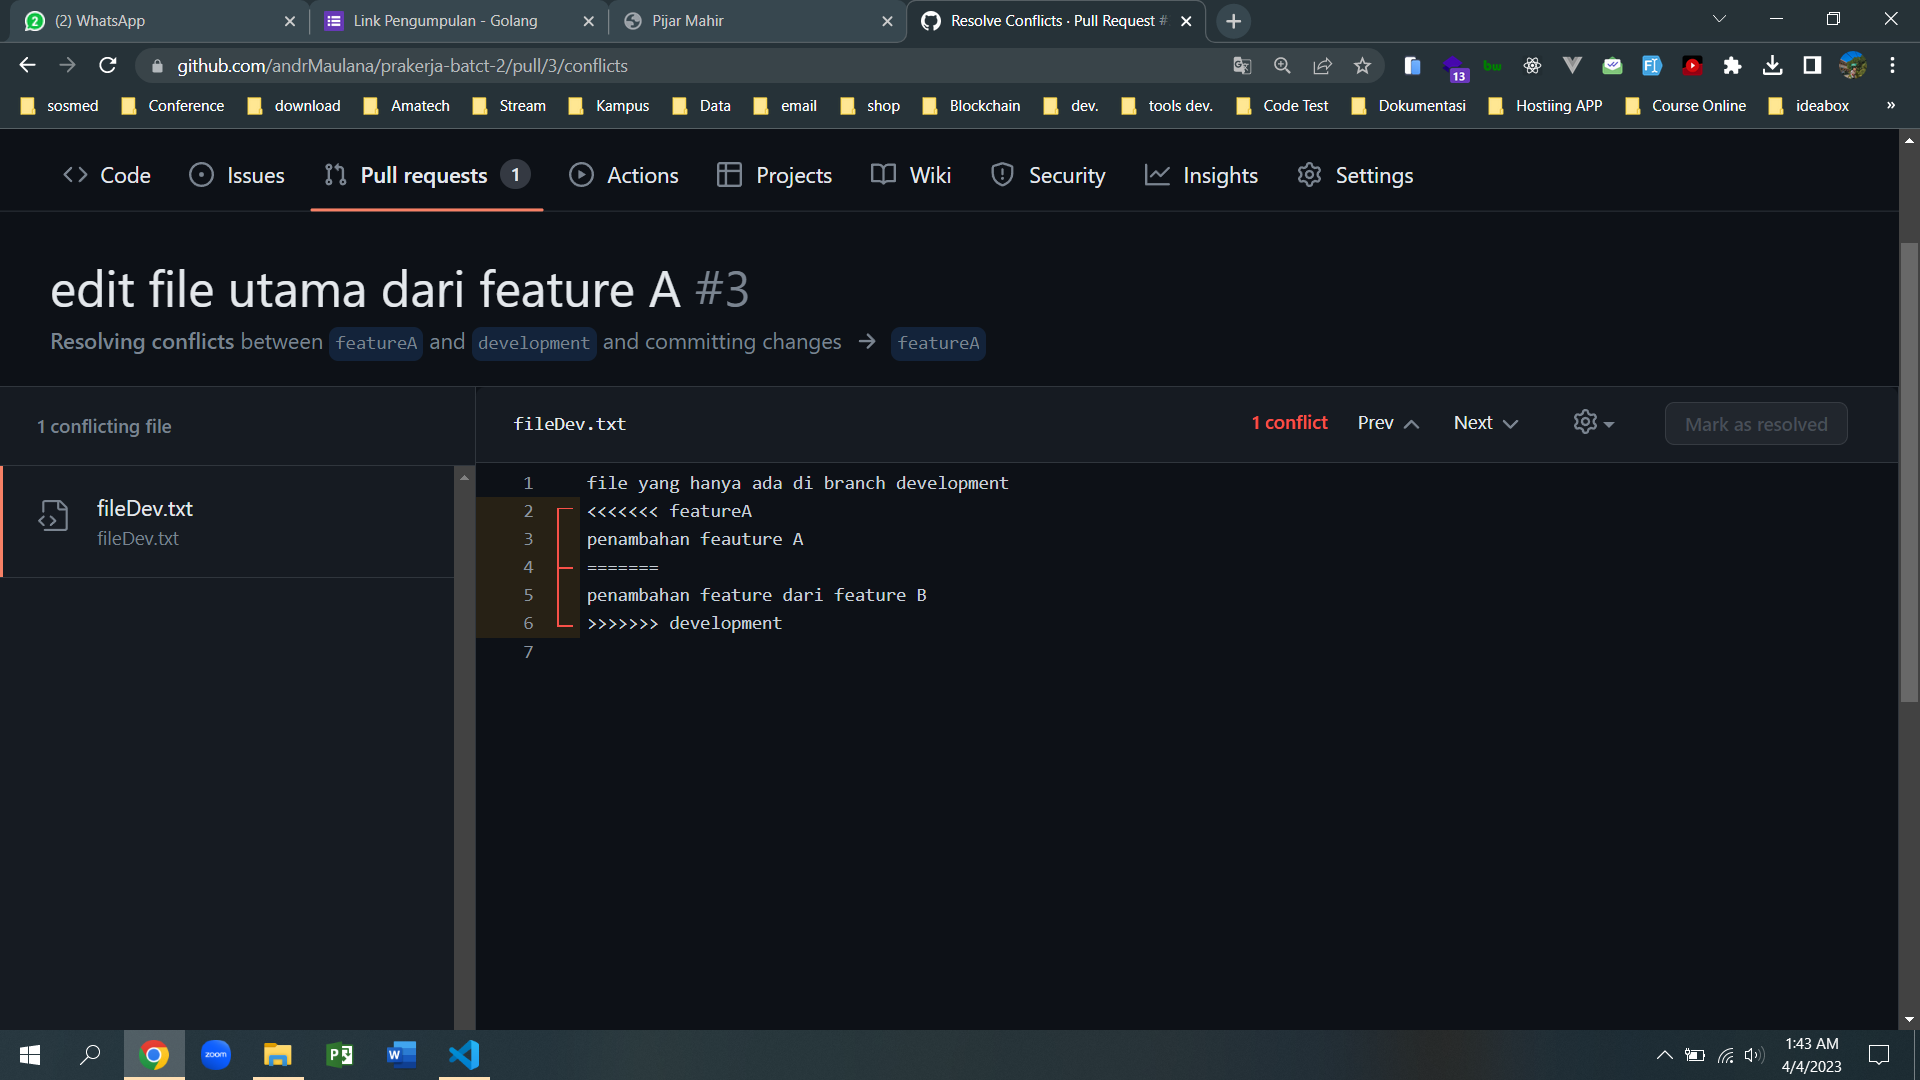 (2) WhatsApp
Link Pengumpulan - Golang
Pijar Mahir
Resolve Conflicts · Pull Request #
github.com/andrMaulana/prakerja-batct-2/pull/3/conflicts
13
bw
sosmed
Conference
download
Amatech
Stream
Kampus
Data
email
shop
Blockchain
dev.
tools dev.
Code Test
Dokumentasi
Hostiing APP
Course Online
ideabox
»
Code
Issues
Pull requests 1
Actions
Projects
Wiki
Security
Insights
Settings
edit file utama dari feature A #3
Resolving conflicts between featureA and development and committing changes → featureA
1 conflicting file
fileDev.txt
fileDev.txt
fileDev.txt
1 conflict
Prev
Next
Mark as resolved
1 file yang hanya ada di branch development
2 <<<<<<< featureA
3 penambahan feauture A
4 =======
5 penambahan feature dari feature B
6 >>>>>>> development
7
zoom
1:43 AM
4/4/2023